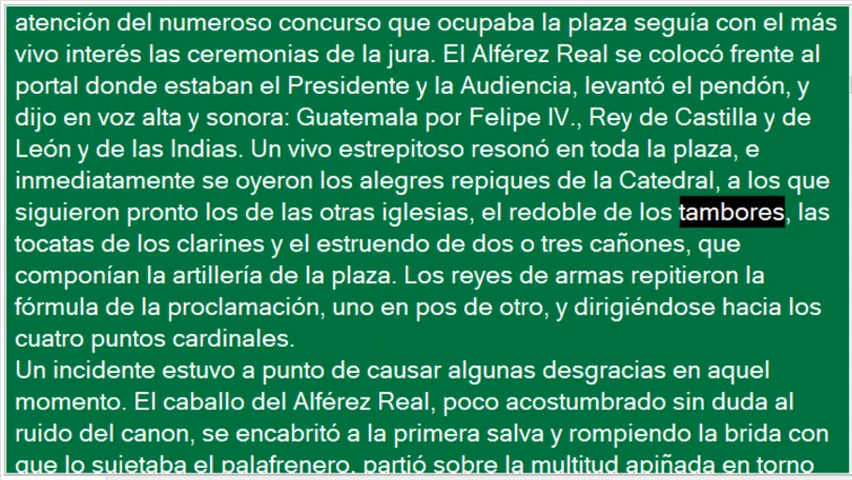 atención del numeroso concurso que ocupaba la plaza seguía con el más
vivo interés las ceremonias de la jura. El Alférez Real se colocó frente al
portal donde estaban el Presidente y la Audiencia, levantó el pendón, y
dijo en voz alta y sonora: Guatemala por Felipe IV., Rey de Castilla y de
León y de las Indias. Un vivo estrepitoso resonó en toda la plaza, e
inmediatamente se oyeron los alegres repiques de la Catedral, a los que
siguieron pronto los de las otras iglesias, el redoble de los tambores, las
tocatas de los clarines y el estruendo de dos o tres cañones, que
componían la artillería de la plaza. Los reyes de armas repitieron la
fórmula de la proclamación, uno en pos de otro, y dirigiéndose hacia los
cuatro puntos cardinales.
Un incidente estuvo a punto de causar algunas desgracias en aquel
momento. El caballo del Alférez Real, poco acostumbrado sin duda al
ruido del canon, se encabritó a la primera salva y rompiendo la brida con
que lo sujetaba el palafrenero, partió sobre la multitud apiñada en torno